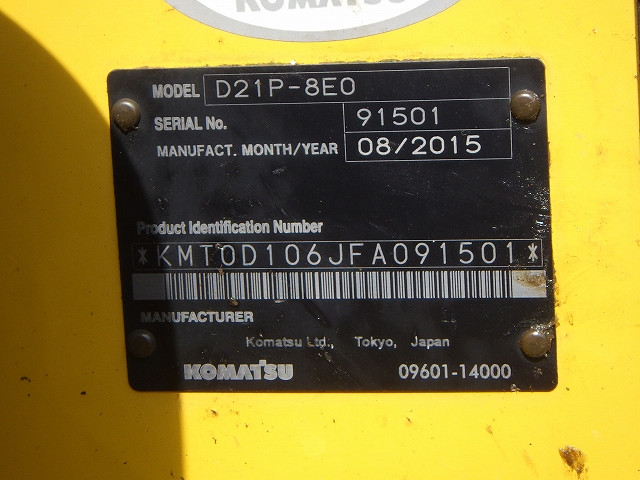 KOMATSU
MODEL D21P-8E0
SERIAL No. 91501
MANUFACT. MONTH/YEAR 08/2015
Product Identification Number
*KMT0D106JFA091501*
MANUFACTURER
Komatsu Ltd., Tokyo, Japan
KOMATSU 09601-14000